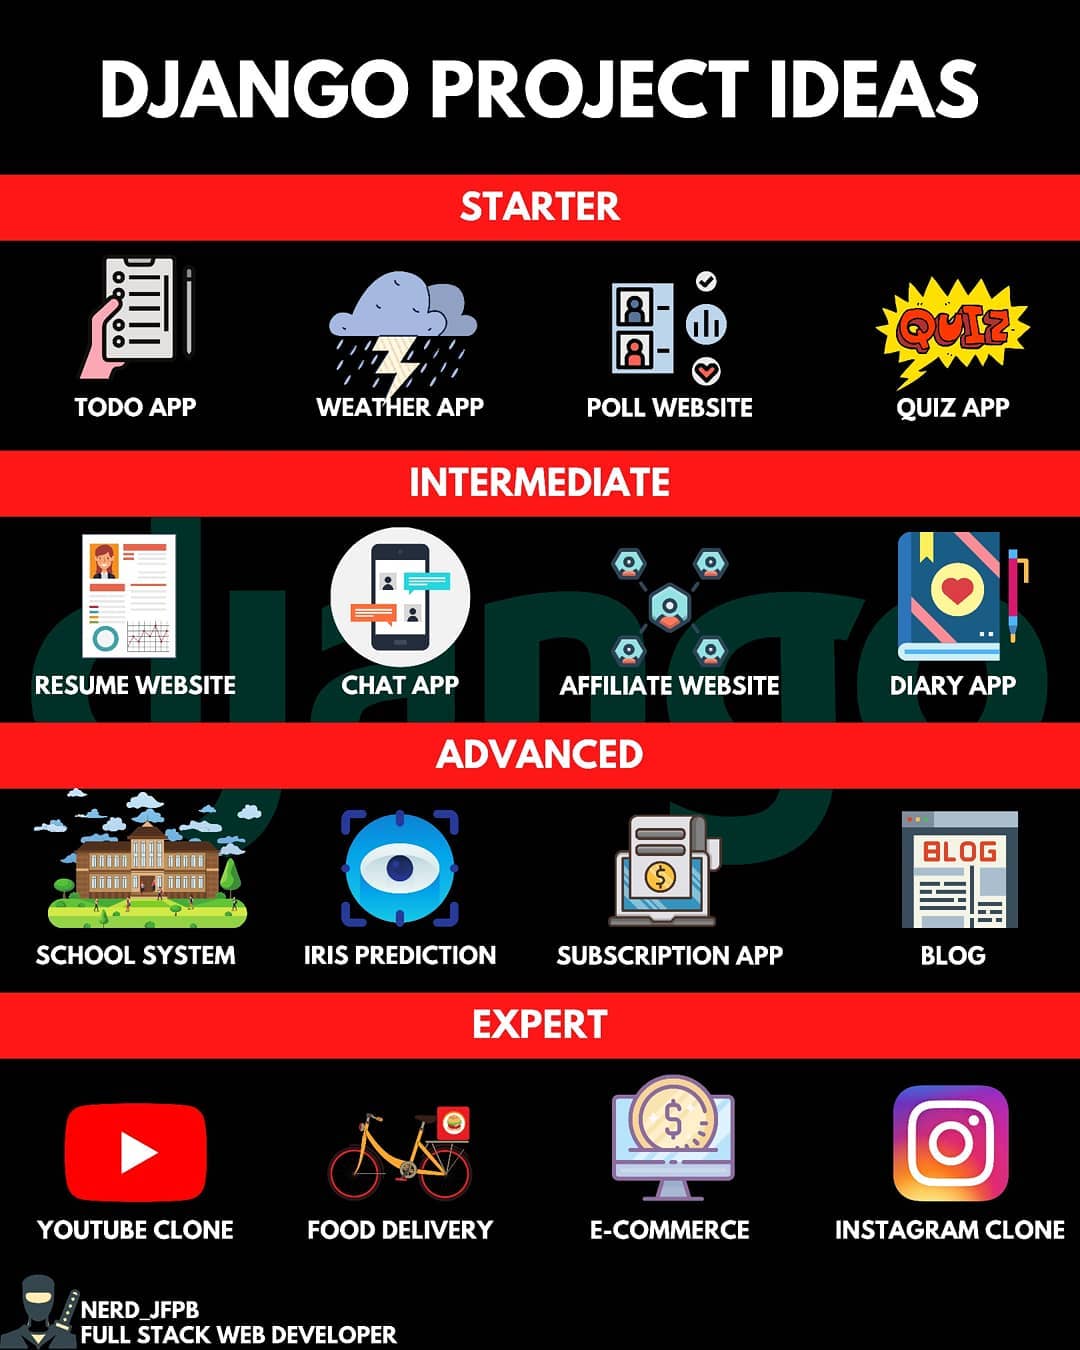 DJANGO PROJECT IDEAS
STARTER
QUIZ
TODO APP
WEATHER APP
POLL WEBSITE
QUIZ APP
INTERMEDIATE
django
RESUME WEBSITE
CHAT APP
AFFILIATE WEBSITE
DIARY APP
ADVANCED
BLOG
$
SCHOOL SYSTEM
IRIS PREDICTION
SUBSCRIPTION APP
BLOG
EXPERT
$
YOUTUBE CLONE
FOOD DELIVERY
E-COMMERCE
INSTAGRAM CLONE
NERD_JFPB
FULL STACK WEB DEVELOPER